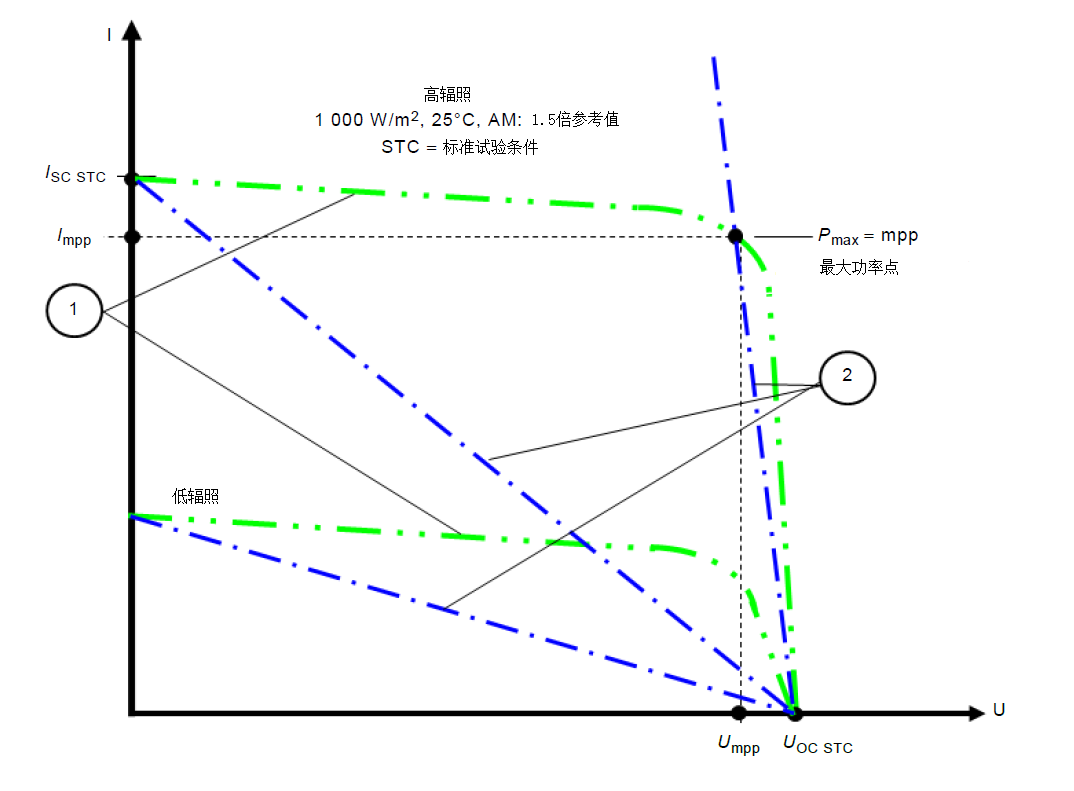 I
高辐照
1 000 W/m², 25°C, AM: 1.5倍参考值
STC = 标准试验条件
ISC STC
Impp
Pmax = mpp
最大功率点
1
2
低辐照
U
Umpp
UOC STC